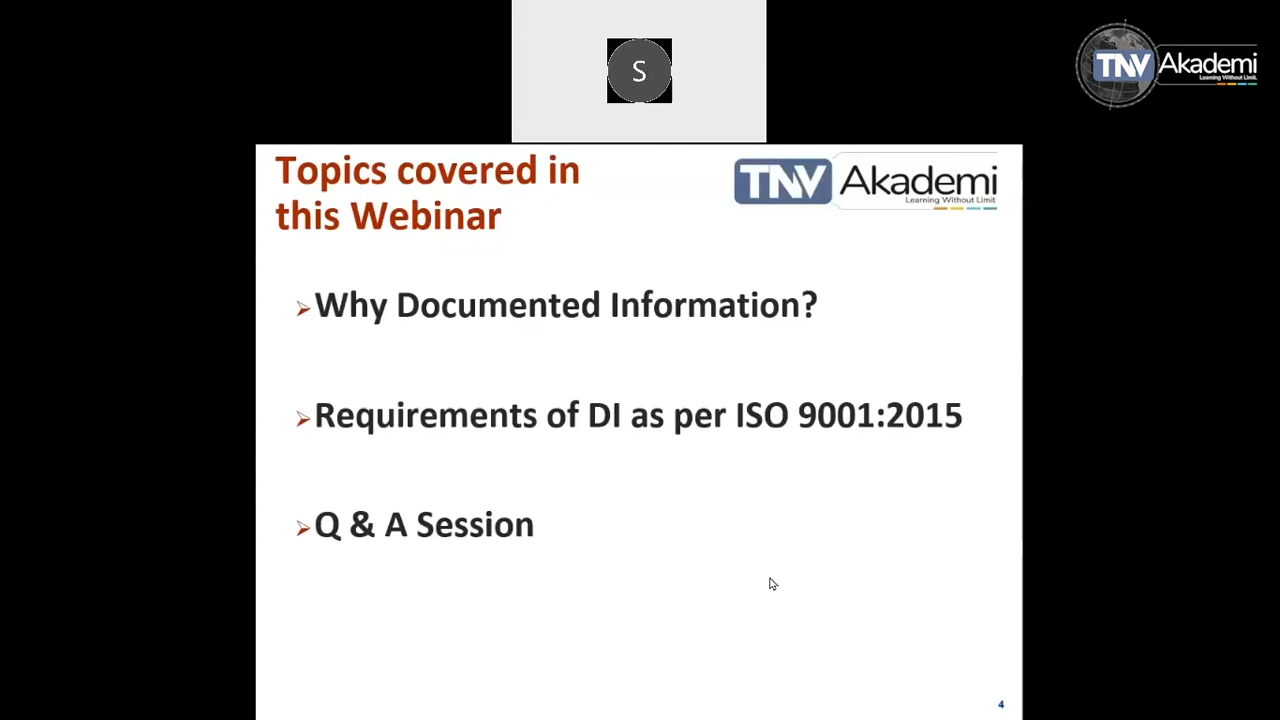 S
TNV Akademi
Learning Without Limit.
Topics covered in
this Webinar
TNV Akademi
Learning Without Limit
Why Documented Information?
Requirements of DI as per ISO 9001:2015
Q & A Session
4